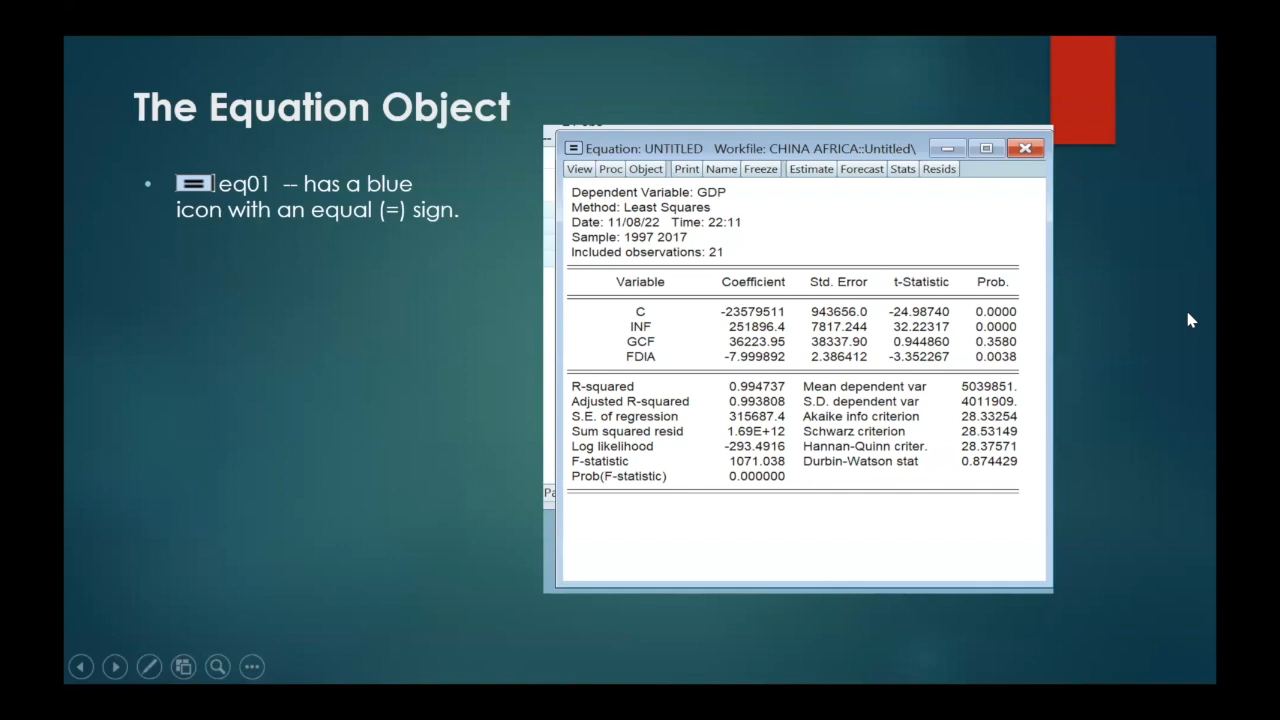 The Equation Object
• = eq01 -- has a blue
icon with an equal (=) sign.
Equation: UNTITLED Workfile: CHINA AFRICA::Untitled\
View Proc Object Print Name Freeze Estimate Forecast Stats Resids
Dependent Variable: GDP
Method: Least Squares
Date: 11/08/22 Time: 22:11
Sample: 1997 2017
Included observations: 21
Variable Coefficient Std. Error t-Statistic Prob.
C -23579511 943656.0 -24.98740 0.0000
INF 251896.4 7817.244 32.22317 0.0000
GCF 36223.95 38337.90 0.944860 0.3580
FDIA -7.999892 2.386412 -3.352267 0.0038
R-squared 0.994737 Mean dependent var 5039851.
Adjusted R-squared 0.993808 S.D. dependent var 4011909.
S.E. of regression 315687.4 Akaike info criterion 28.33254
Sum squared resid 1.69E+12 Schwarz criterion 28.53149
Log likelihood -293.4916 Hannan-Quinn criter. 28.37571
F-statistic 1071.038 Durbin-Watson stat 0.874429
Prob(F-statistic) 0.000000